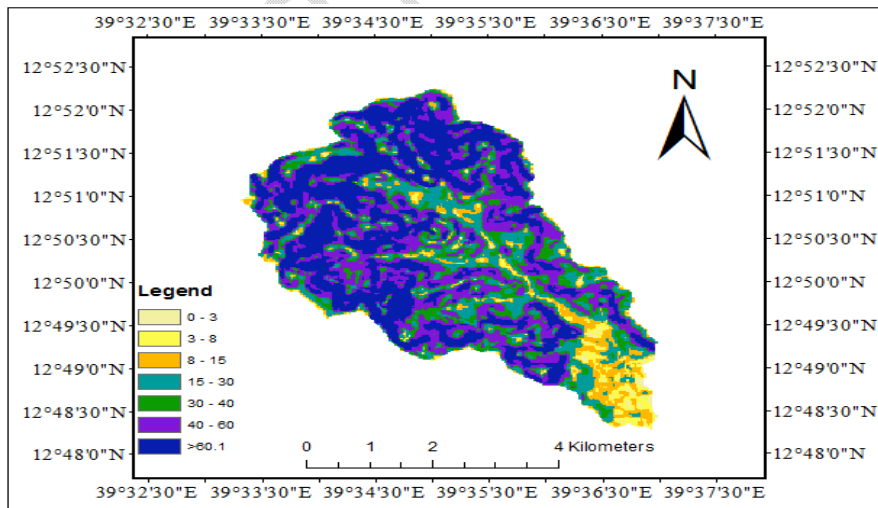 39°32'30"E 39°33'30"E 39°34'30"E 39°35'30"E 39°36'30"E 39°37'30"E
12°52'30"N 12°52'30"N
N
12°52'0"N 12°52'0"N
12°51'30"N 12°51'30"N
12°51'0"N 12°51'0"N
12°50'30"N 12°50'30"N
12°50'0"N 12°50'0"N
Legend
0 - 3
12°49'30"N 12°49'30"N
3 - 8
8 - 15
12°49'0"N 12°49'0"N
15 - 30
30 - 40
12°48'30"N 12°48'30"N
40 - 60
>60.1
0 1 2 4 Kilometers
12°48'0"N 12°48'0"N
39°32'30"E 39°33'30"E 39°34'30"E 39°35'30"E 39°36'30"E 39°37'30"E